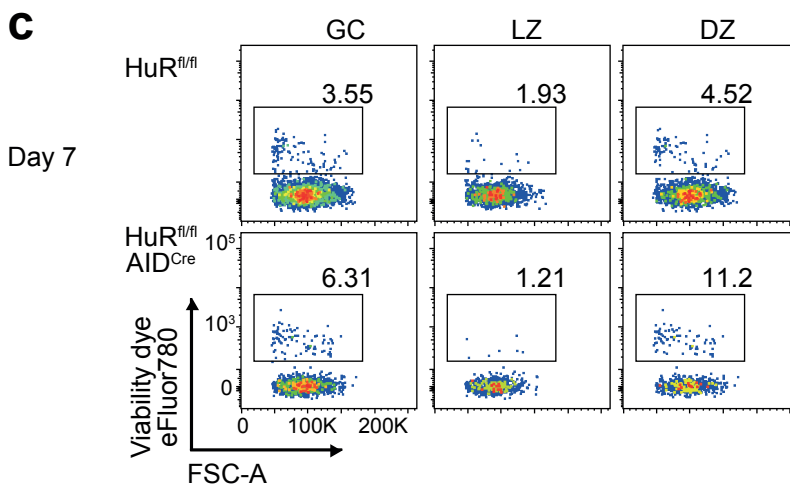 C
GC LZ DZ
HuRfl/fl
3.55 1.93 4.52
Day 7
HuRfl/fl
AIDCre
10⁵
6.31 1.21 11.2
10³
0
0 100K 200K
Viability dye
eFluor780
FSC-A